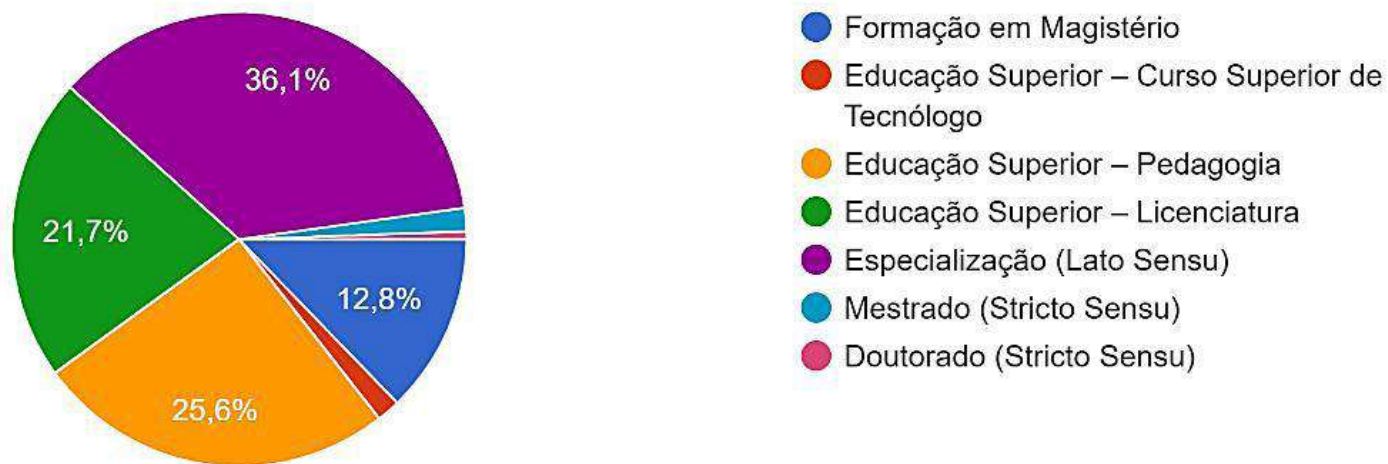 36,1%
21,7%
12,8%
25,6%
Formação em Magistério
Educação Superior – Curso Superior de
Tecnólogo
Educação Superior – Pedagogia
Educação Superior – Licenciatura
Especialização (Lato Sensu)
Mestrado (Stricto Sensu)
Doutorado (Stricto Sensu)